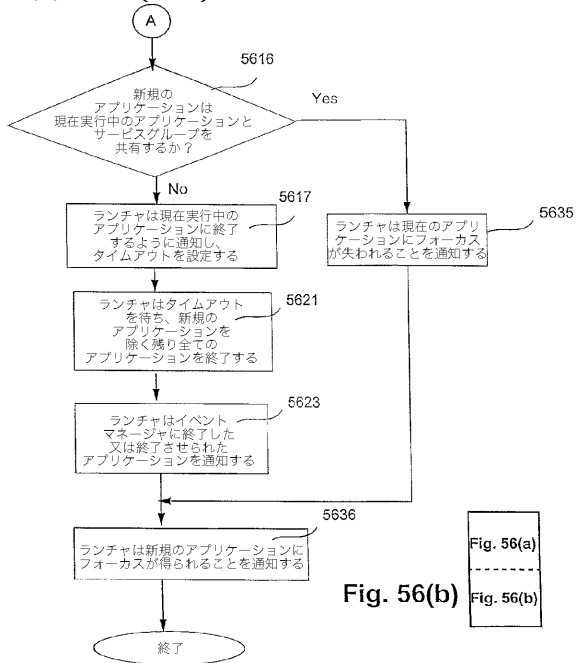 A
5616
新規の
アプリケーションは
現在実行中のアプリケーションと
サービスグループを
共有するか？
Yes
No
5617
ランチャは現在実行中の
アプリケーションに終了
するように通知し、
タイムアウトを設定する
5635
ランチャは現在のアプリ
ケーションにフォーカス
が失われることを通知する
5621
ランチャはタイムアウト
を待ち、新規の
アプリケーションを
除く残り全ての
アプリケーションを終了する
5623
ランチャはイベント
マネージャに終了した
又は終了させられた
アプリケーションを通知する
5636
ランチャは新規のアプリケーションに
フォーカスが得られることを通知する
終了
Fig. 56(b)
Fig. 56(a)
Fig. 56(b)